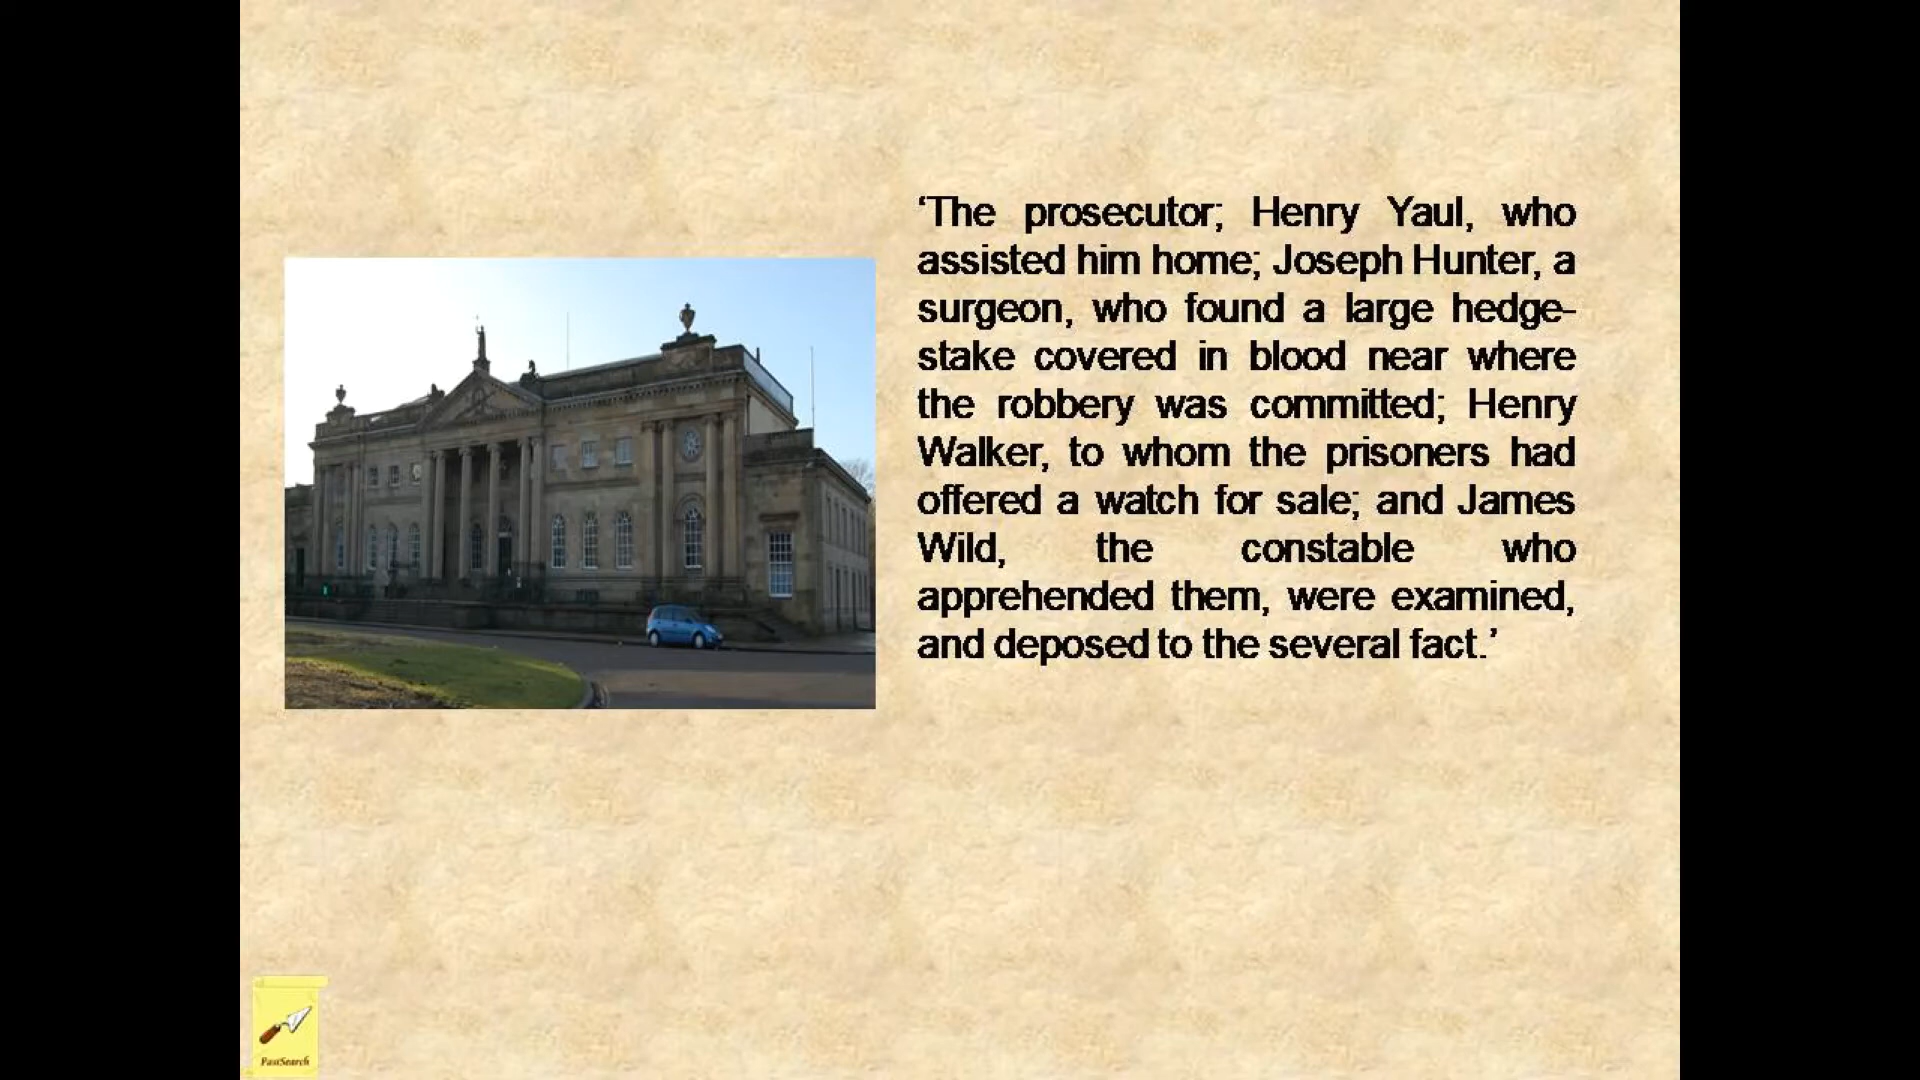 ‘The prosecutor; Henry Yaul, who
assisted him home; Joseph Hunter, a
surgeon, who found a large hedge-
stake covered in blood near where
the robbery was committed; Henry
Walker, to whom the prisoners had
offered a watch for sale; and James
Wild, the constable who
apprehended them, were examined,
and deposed to the several fact.’
PastSearch